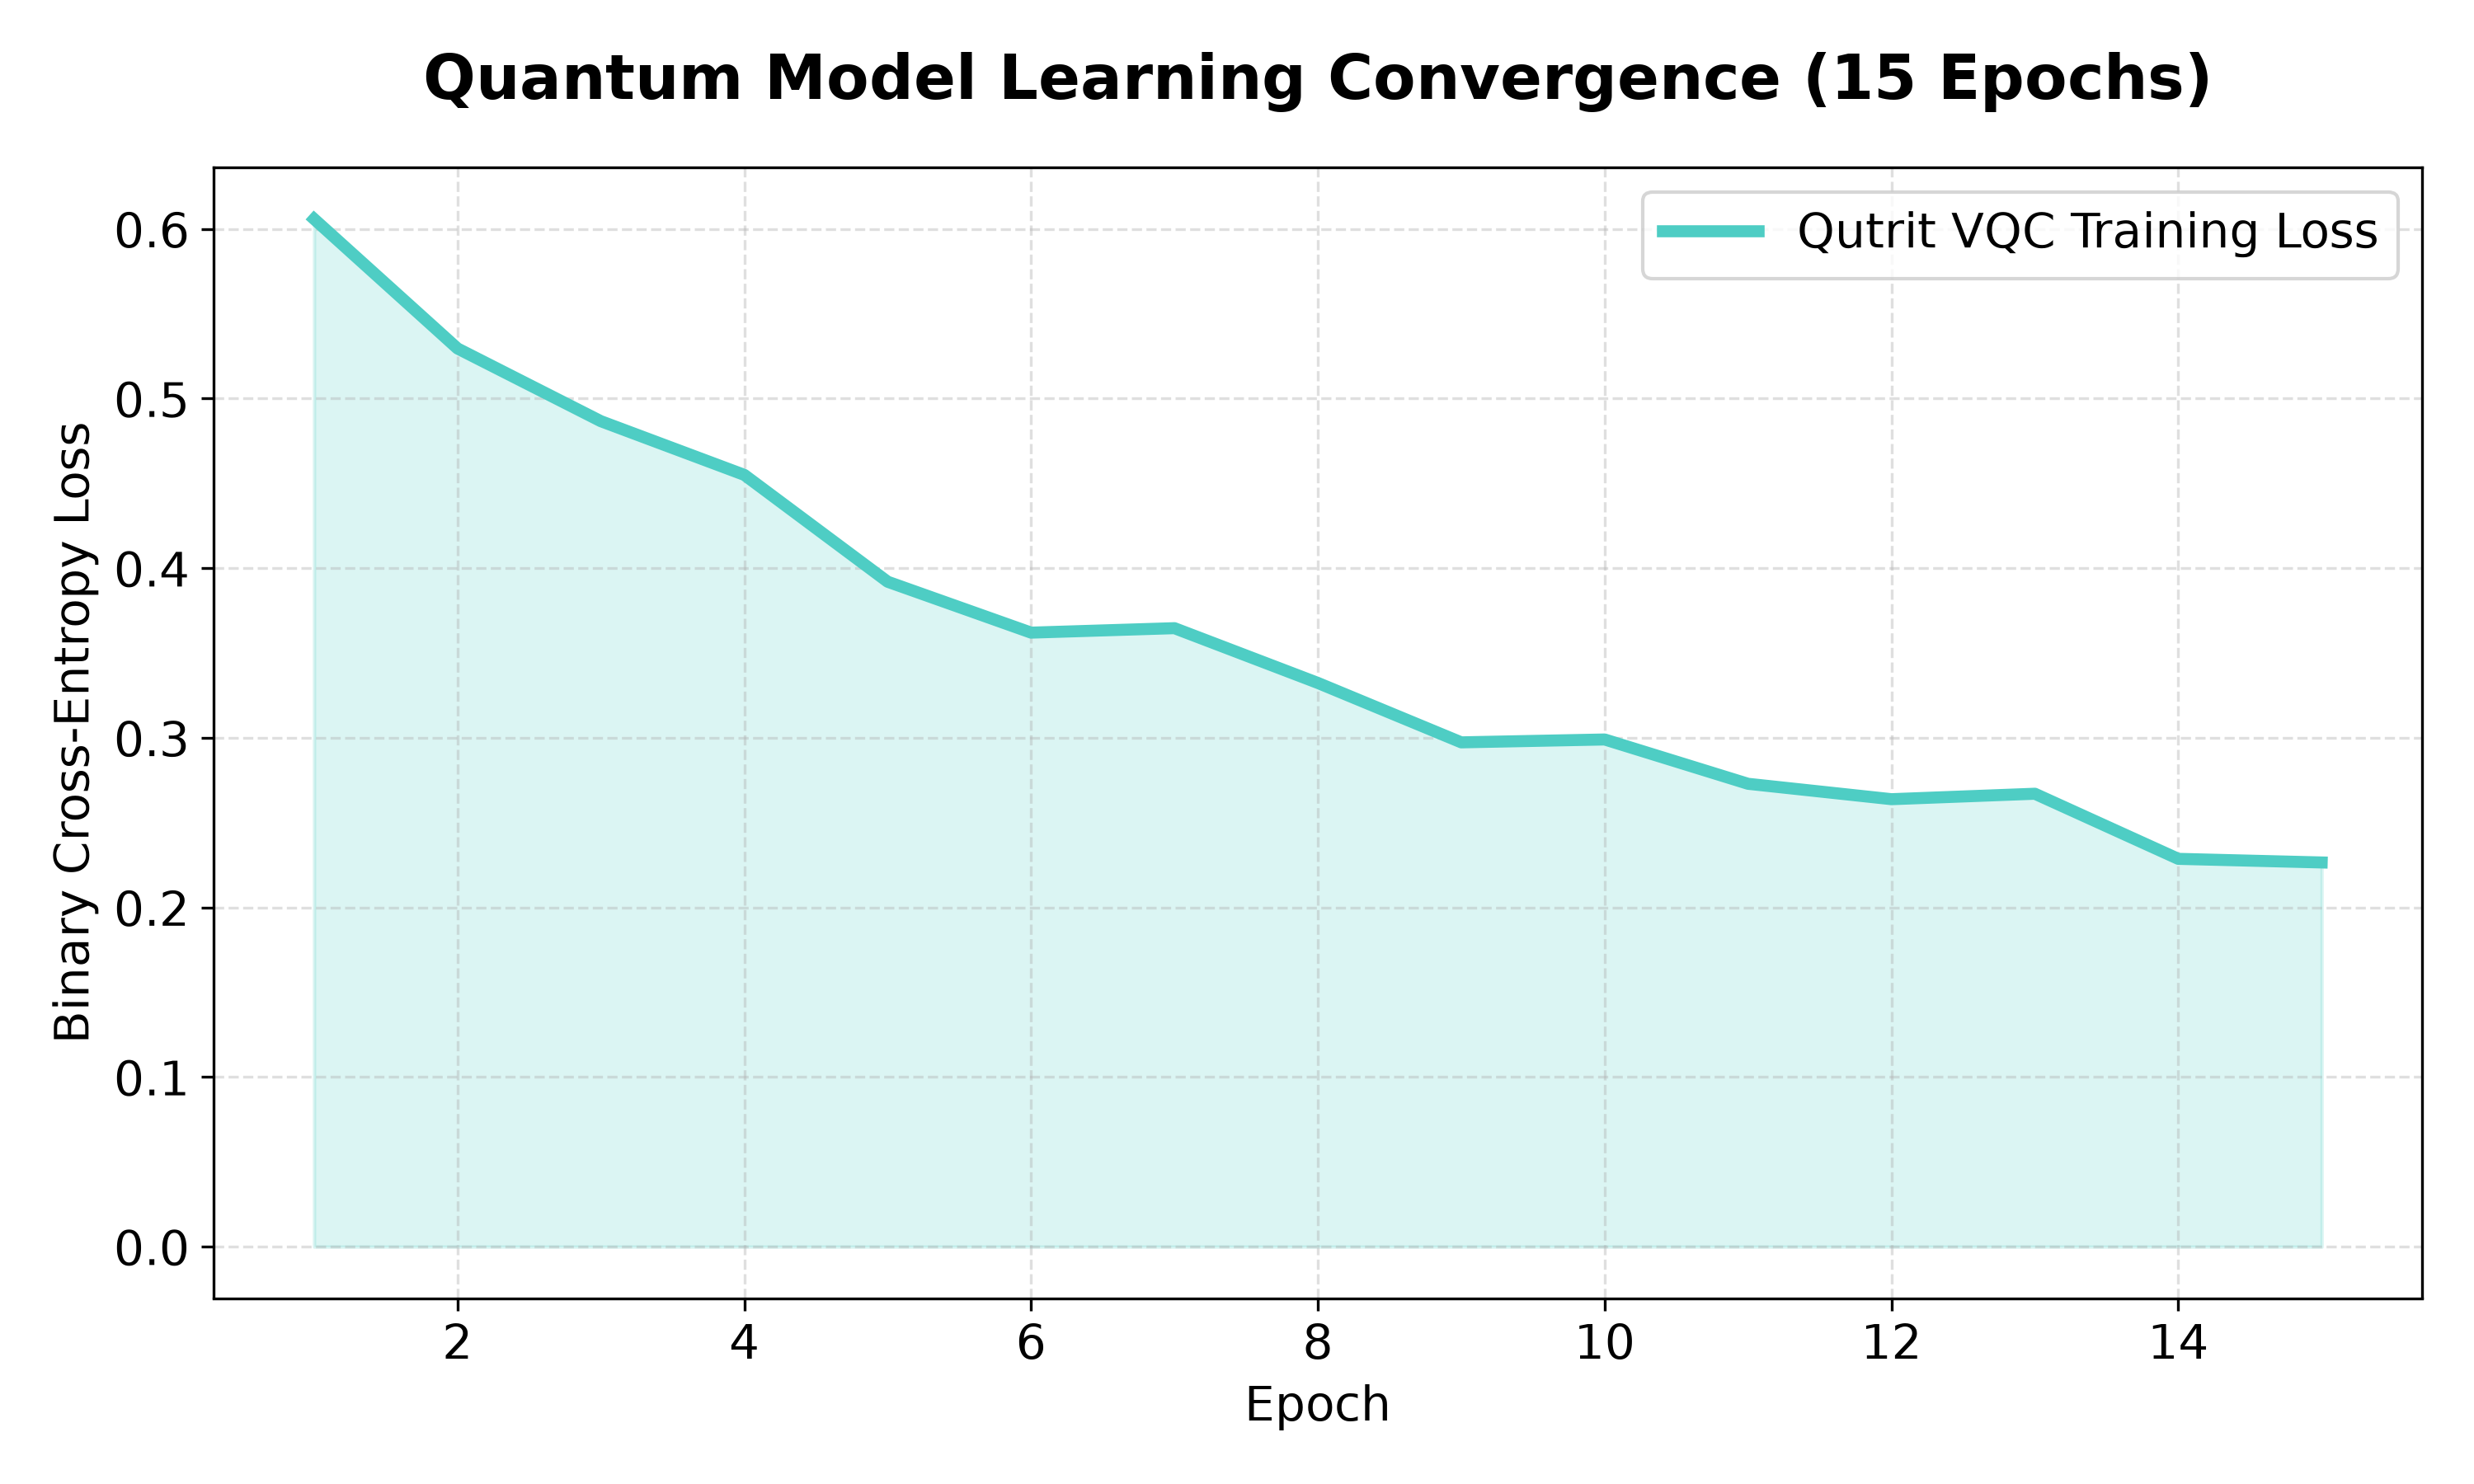 Quantum Model Learning Convergence (15 Epochs)
Qutrit VQC Training Loss
Binary Cross-Entropy Loss
0.6
0.5
0.4
0.3
0.2
0.1
0.0
2 4 6 8 10 12 14
Epoch